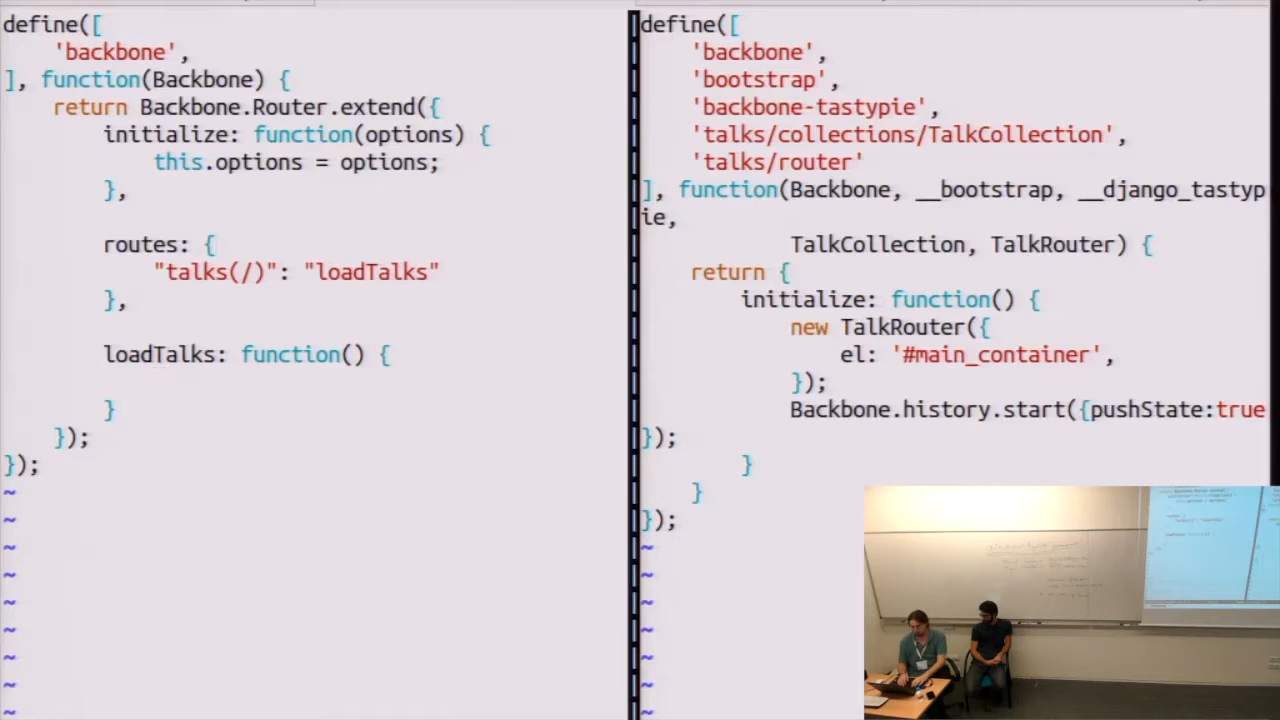 define([
    'backbone',
], function(Backbone) {
    return Backbone.Router.extend({
        initialize: function(options) {
            this.options = options;
        },

        routes: {
            "talks(/)": "loadTalks"
        },

        loadTalks: function() {

        }
    });
});
~
~
~
~
~
~
~
~
~
define([
    'backbone',
    'bootstrap',
    'backbone-tastypie',
    'talks/collections/TalkCollection',
    'talks/router'
], function(Backbone, __bootstrap, __django_tastyp
ie,
            TalkCollection, TalkRouter) {
    return {
        initialize: function() {
            new TalkRouter({
                el: '#main_container',
            });
            Backbone.history.start({pushState:true
});
        }
    }
});
~
~
~
~
~
~
~